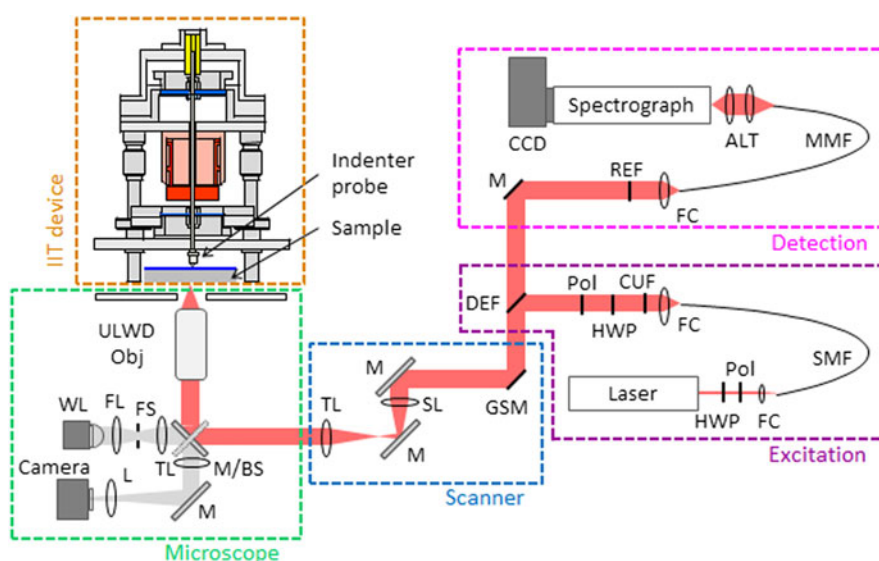 IIT device
Indenter
probe
Sample
CCD
Spectrograph
ALT
MMF
M
REF
FC
Detection
DEF
Pol
CUF
HWP
FC
SMF
Laser
Pol
HWP
FC
Excitation
GSM
M
SL
TL
M
Scanner
ULWD
Obj
WL
FL
FS
TL
M/BS
Camera
L
M
Microscope